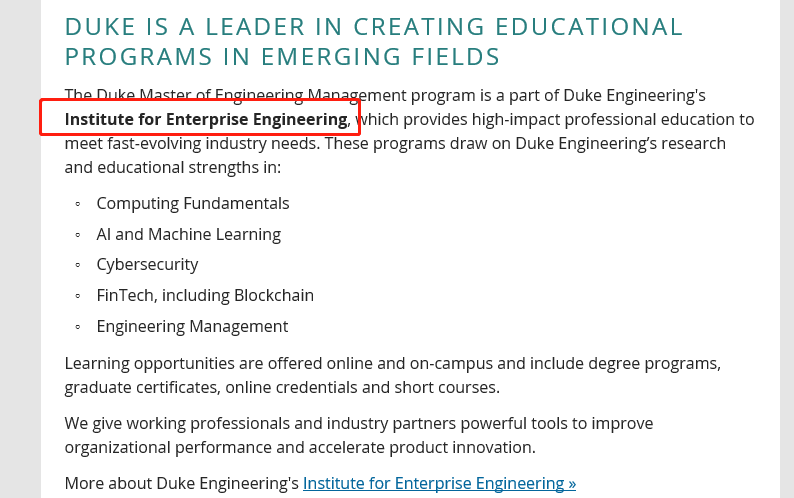 DUKE IS A LEADER IN CREATING EDUCATIONAL
PROGRAMS IN EMERGING FIELDS
The Duke Master of Engineering Management program is a part of Duke Engineering's
Institute for Enterprise Engineering, which provides high-impact professional education to
meet fast-evolving industry needs. These programs draw on Duke Engineering’s research
and educational strengths in:
◦ Computing Fundamentals
◦ AI and Machine Learning
◦ Cybersecurity
◦ FinTech, including Blockchain
◦ Engineering Management
Learning opportunities are offered online and on-campus and include degree programs,
graduate certificates, online credentials and short courses.
We give working professionals and industry partners powerful tools to improve
organizational performance and accelerate product innovation.
More about Duke Engineering's Institute for Enterprise Engineering »